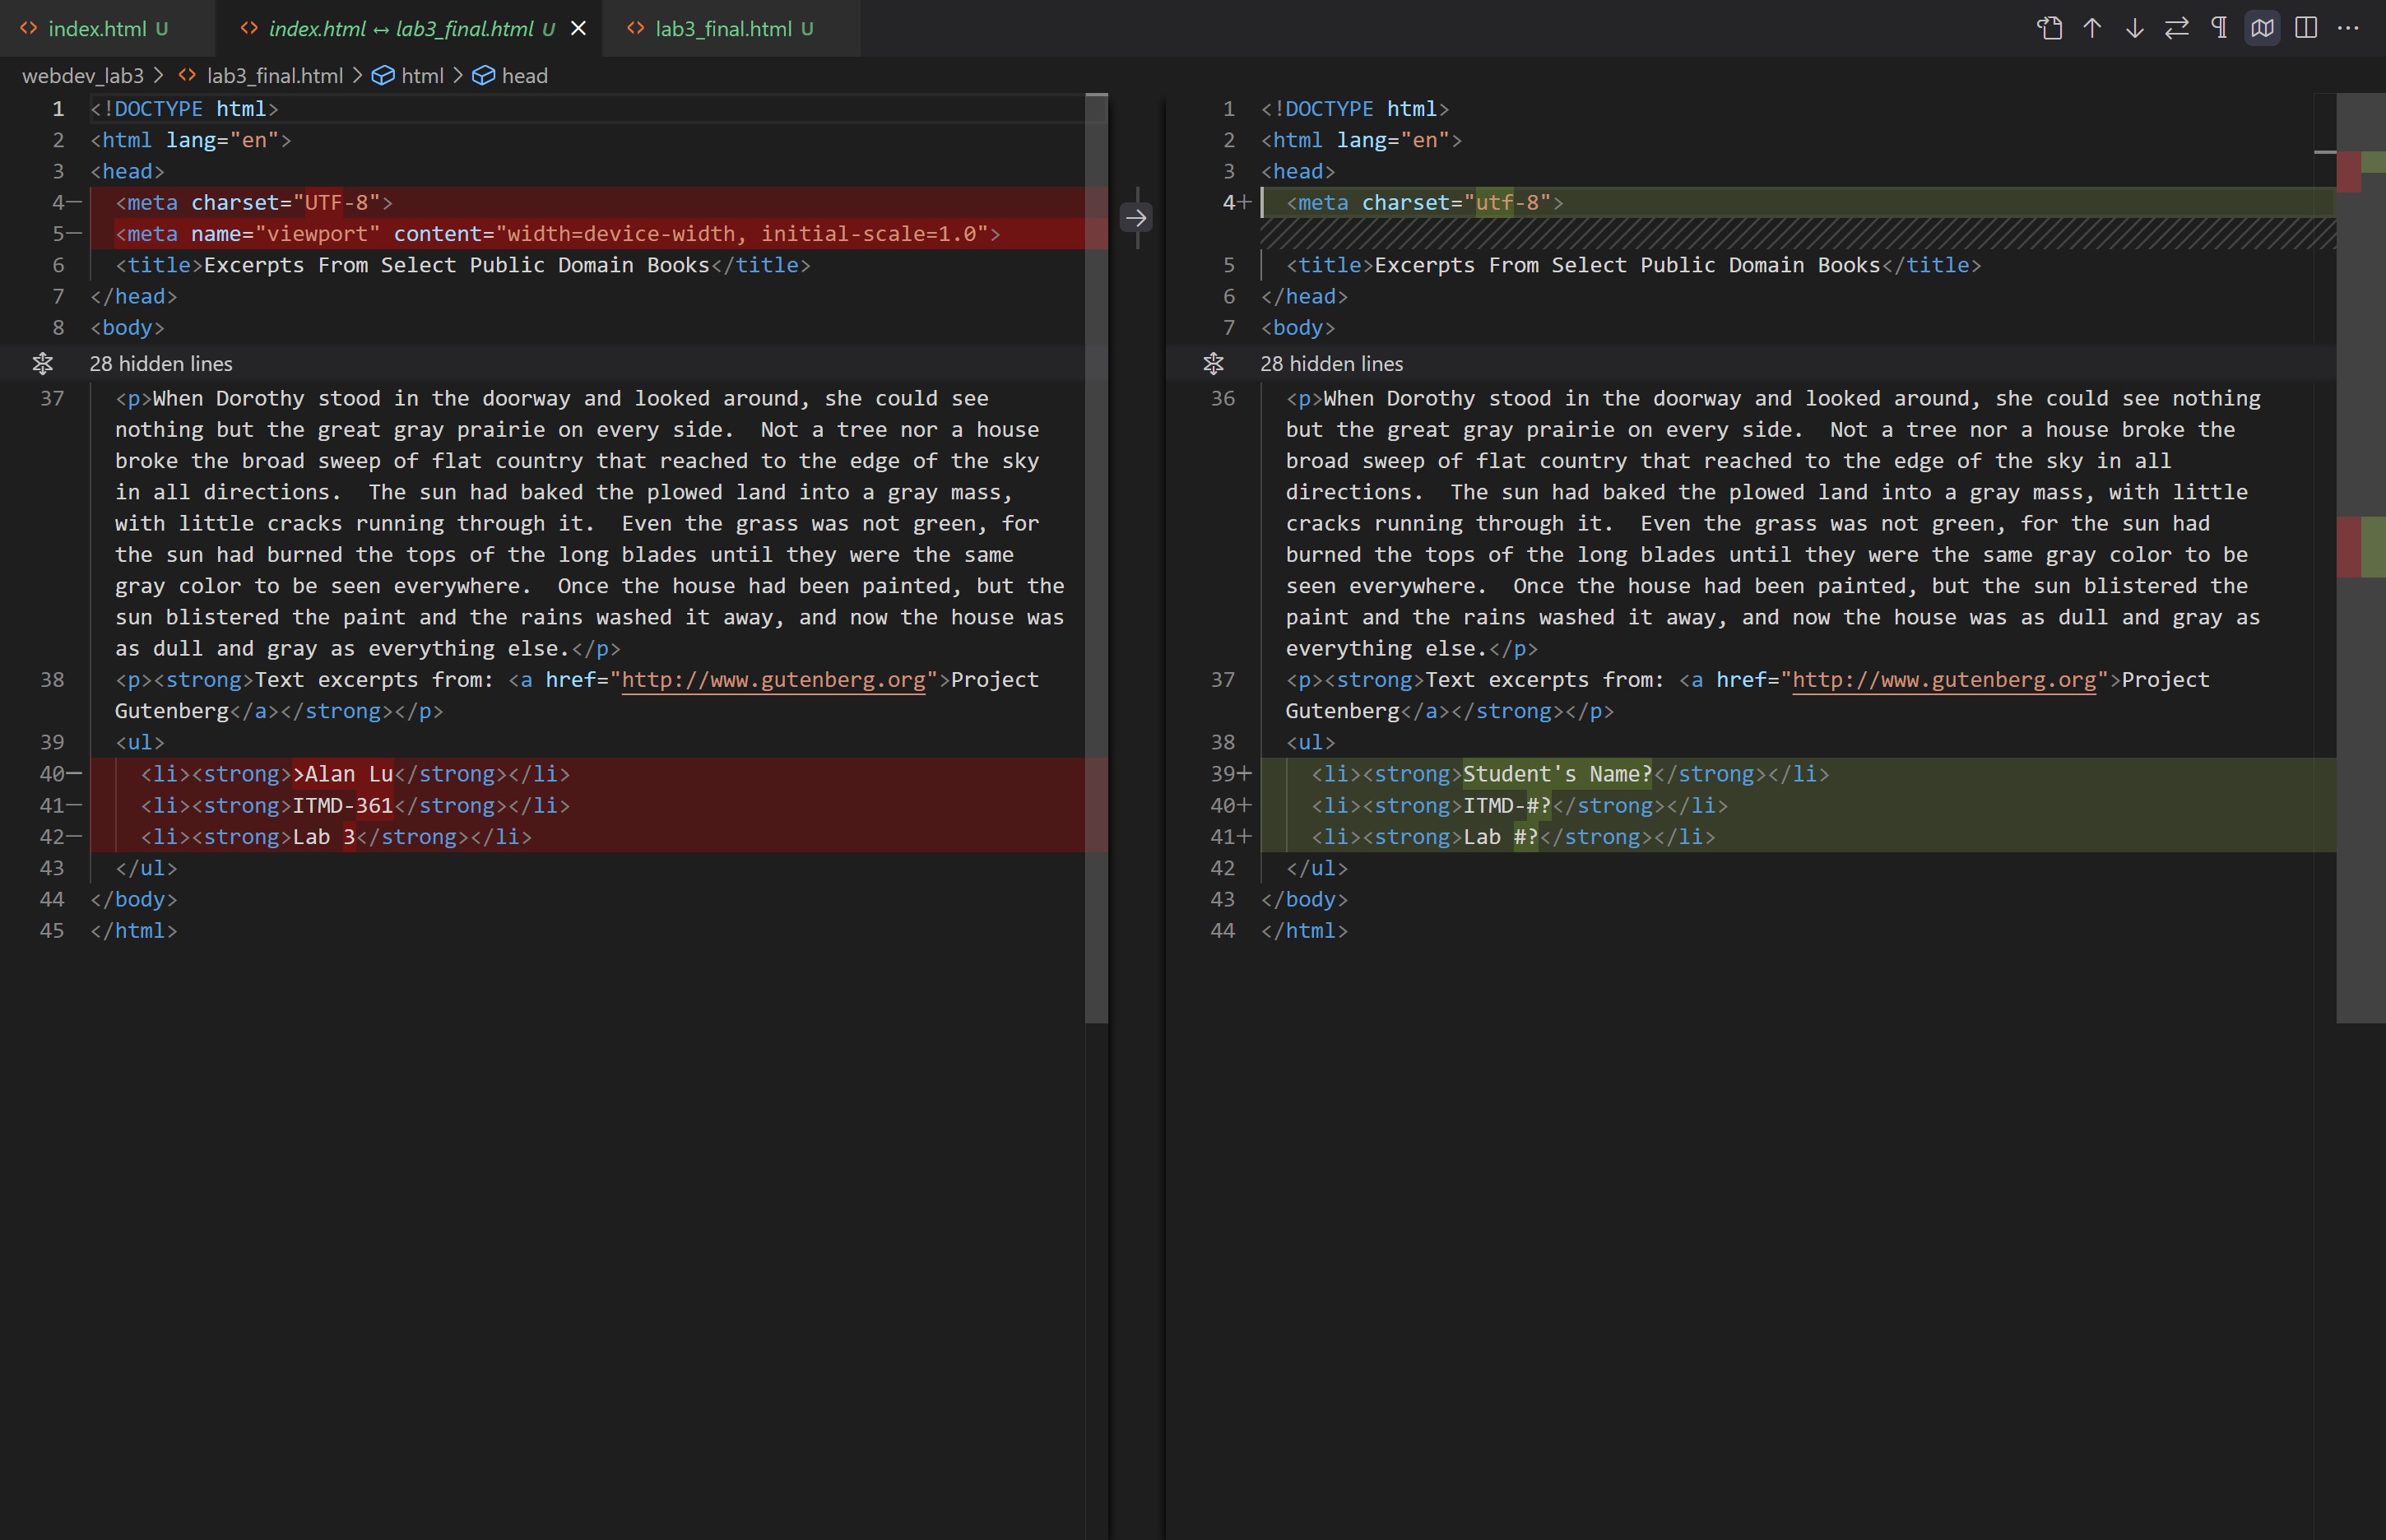 index.html U
index.html ↔ lab3_final.html U
lab3_final.html U
webdev_lab3 > lab3_final.html > html > head
1 <!DOCTYPE html>
2 <html lang="en">
3 <head>
4— <meta charset="UTF-8">
5— <meta name="viewport" content="width=device-width, initial-scale=1.0">
6 <title>Excerpts From Select Public Domain Books</title>
7 </head>
8 <body>
28 hidden lines
37 <p>When Dorothy stood in the doorway and looked around, she could see
nothing but the great gray prairie on every side.  Not a tree nor a house
broke the broad sweep of flat country that reached to the edge of the sky
in all directions.  The sun had baked the plowed land into a gray mass,
with little cracks running through it.  Even the grass was not green, for
the sun had burned the tops of the long blades until they were the same
gray color to be seen everywhere.  Once the house had been painted, but the
sun blistered the paint and the rains washed it away, and now the house was
as dull and gray as everything else.</p>
38 <p><strong>Text excerpts from: <a href="http://www.gutenberg.org">Project
Gutenberg</a></strong></p>
39 <ul>
40— <li><strong>>Alan Lu</strong></li>
41— <li><strong>ITMD-361</strong></li>
42— <li><strong>Lab 3</strong></li>
43 </ul>
44 </body>
45 </html>
1 <!DOCTYPE html>
2 <html lang="en">
3 <head>
4+ <meta charset="utf-8">
5 <title>Excerpts From Select Public Domain Books</title>
6 </head>
7 <body>
28 hidden lines
36 <p>When Dorothy stood in the doorway and looked around, she could see nothing
but the great gray prairie on every side.  Not a tree nor a house broke the
broad sweep of flat country that reached to the edge of the sky in all
directions.  The sun had baked the plowed land into a gray mass, with little
cracks running through it.  Even the grass was not green, for the sun had
burned the tops of the long blades until they were the same gray color to be
seen everywhere.  Once the house had been painted, but the sun blistered the
paint and the rains washed it away, and now the house was as dull and gray as
everything else.</p>
37 <p><strong>Text excerpts from: <a href="http://www.gutenberg.org">Project
Gutenberg</a></strong></p>
38 <ul>
39+ <li><strong>Student's Name?</strong></li>
40+ <li><strong>ITMD-#?</strong></li>
41+ <li><strong>Lab #?</strong></li>
42 </ul>
43 </body>
44 </html>